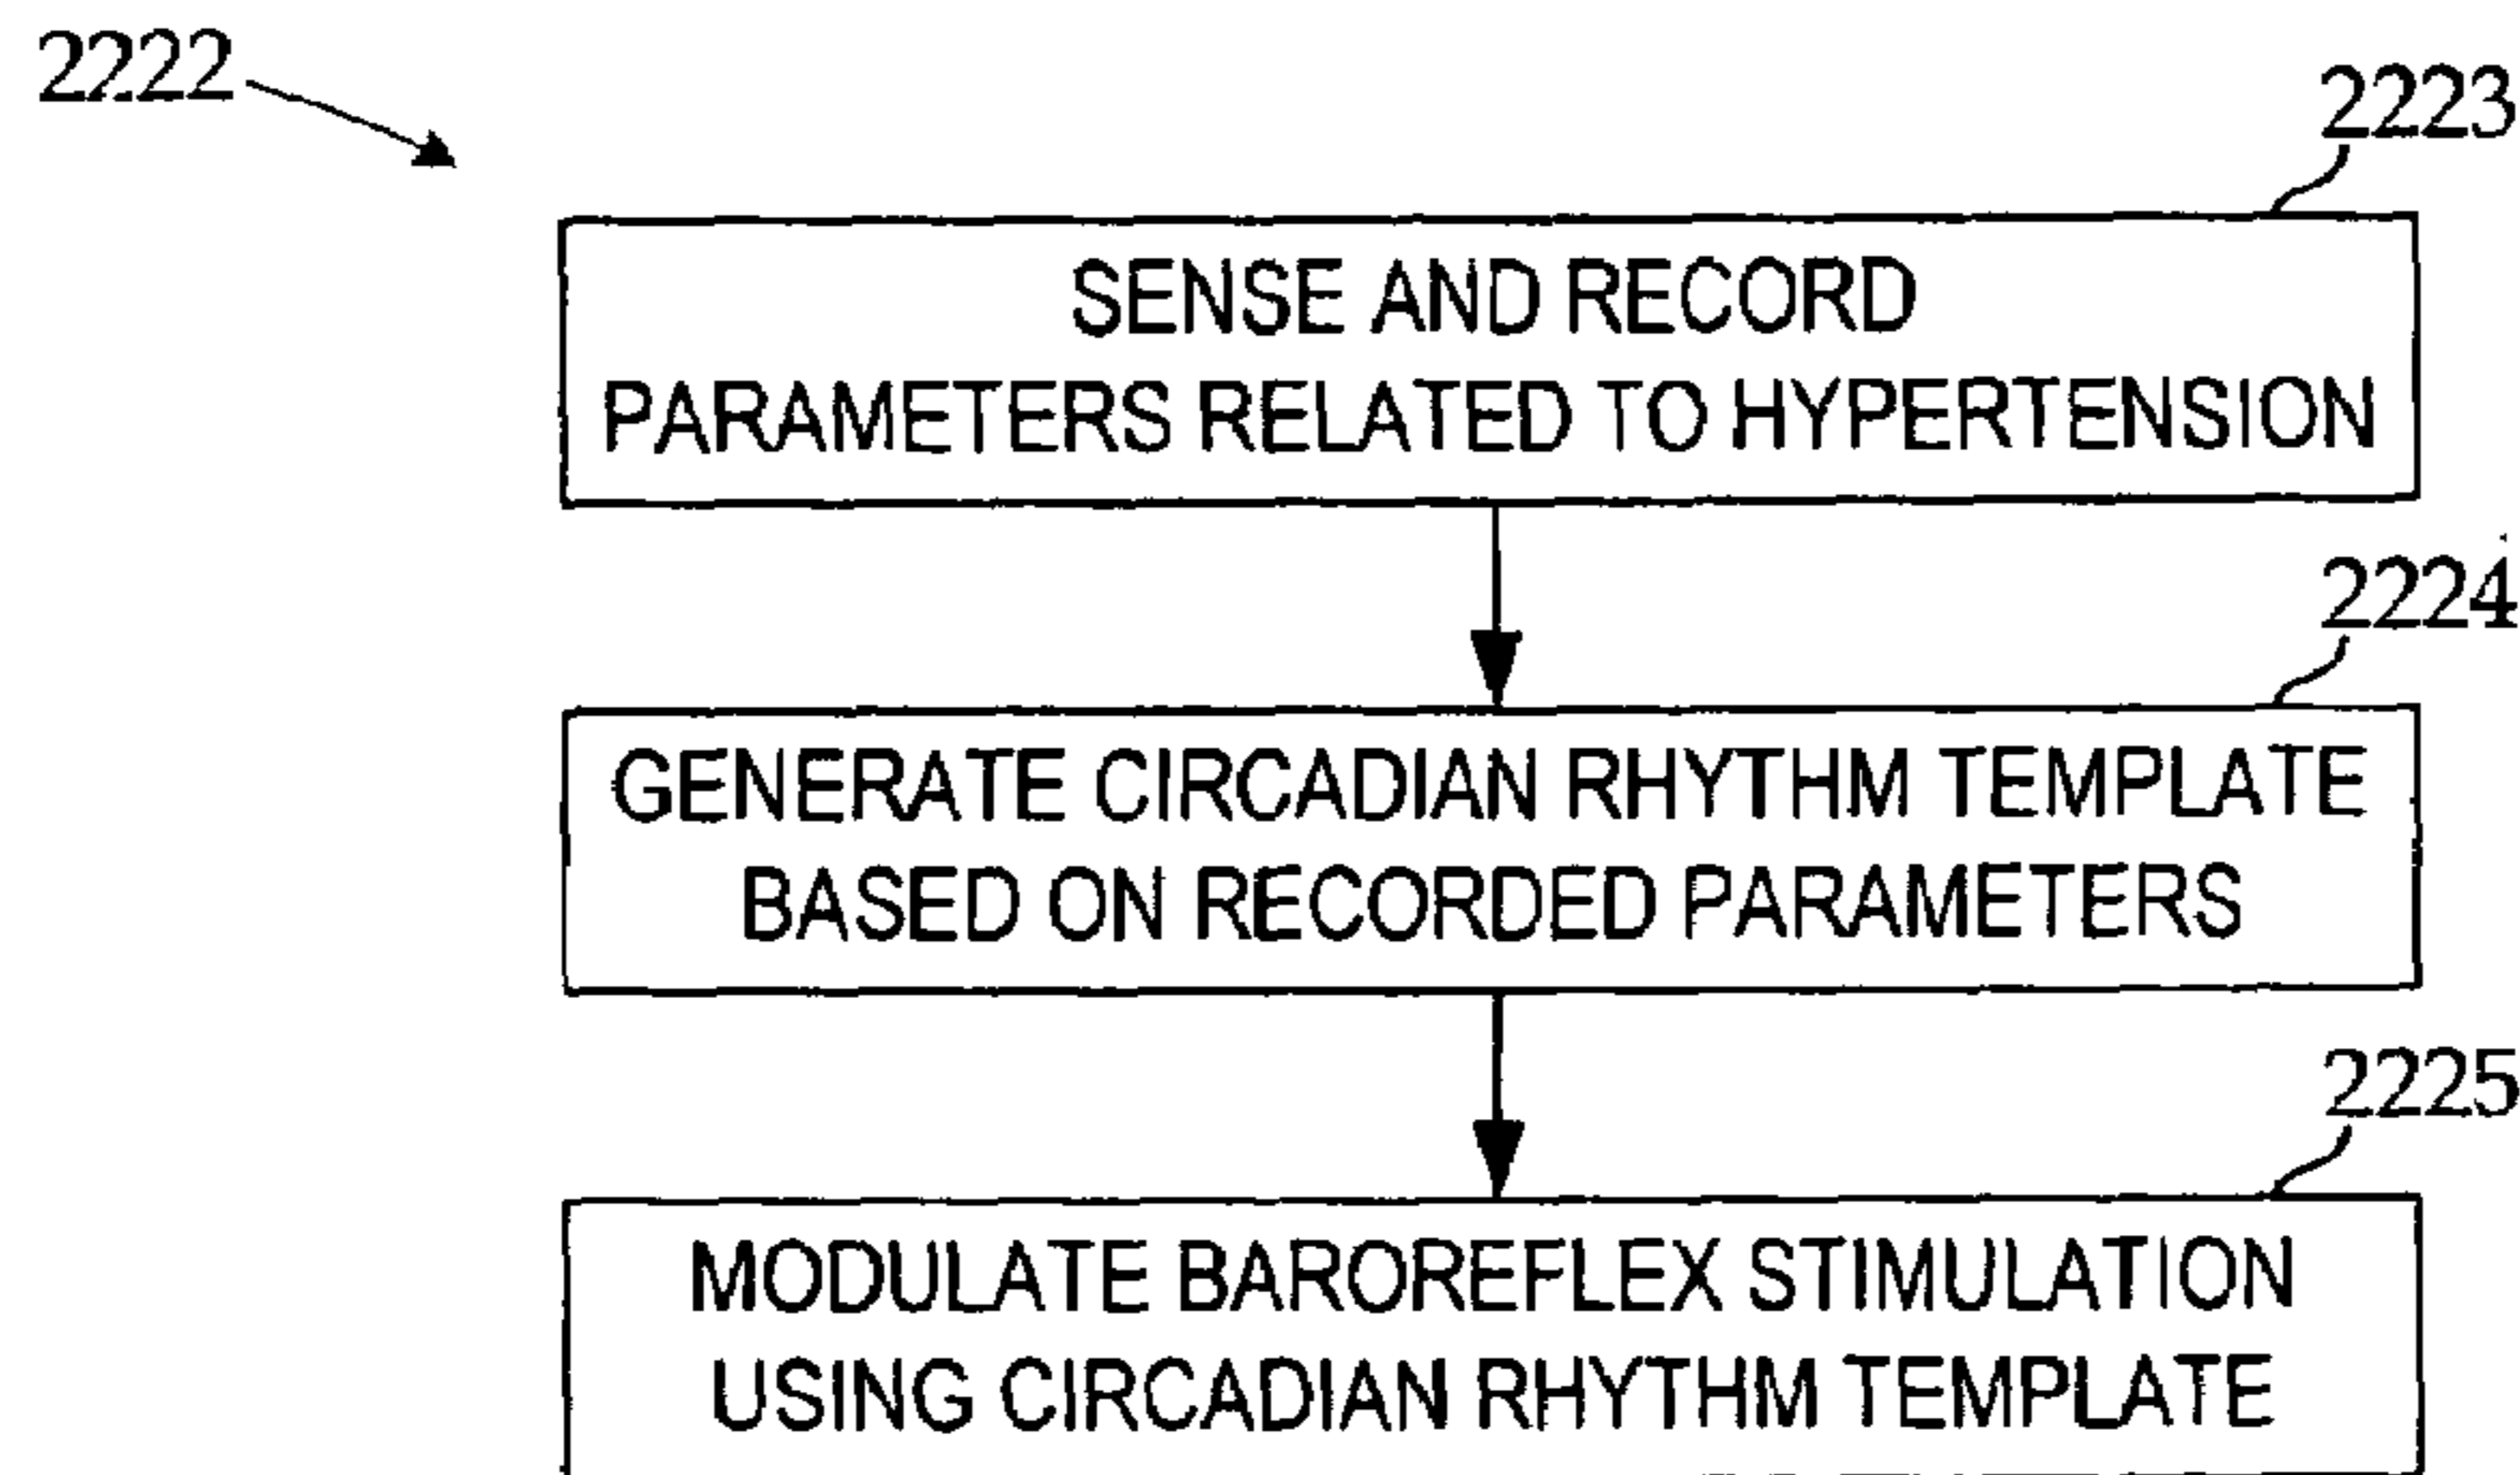 2222
2223
SENSE AND RECORD
PARAMETERS RELATED TO HYPERTENSION
2224
GENERATE CIRCADIAN RHYTHM TEMPLATE
BASED ON RECORDED PARAMETERS
2225
MODULATE BAROREFLEX STIMULATION
USING CIRCADIAN RHYTHM TEMPLATE